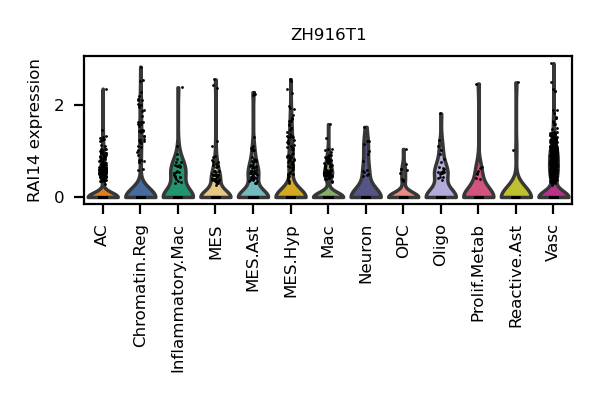 ZH916T1
RAI14 expression
2
0
AC
Chromatin.Reg
Inflammatory.Mac
MES
MES.Ast
MES.Hyp
Mac
Neuron
OPC
Oligo
Prolif.Metab
Reactive.Ast
Vasc